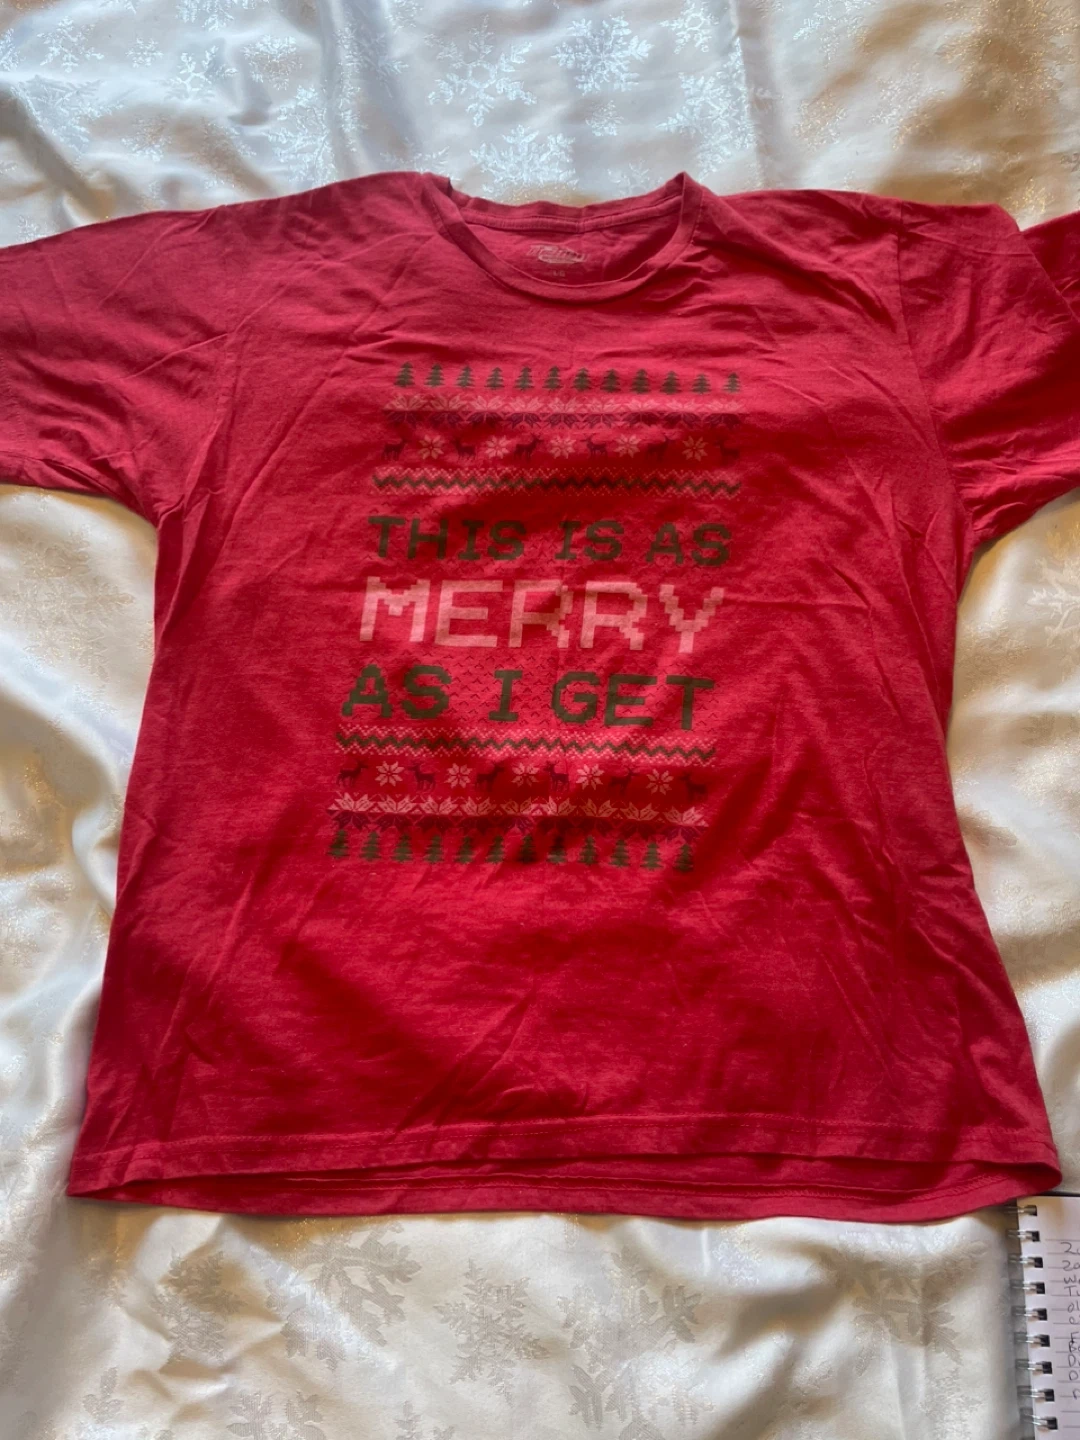 THIS IS AS
MERRY
AS I GET